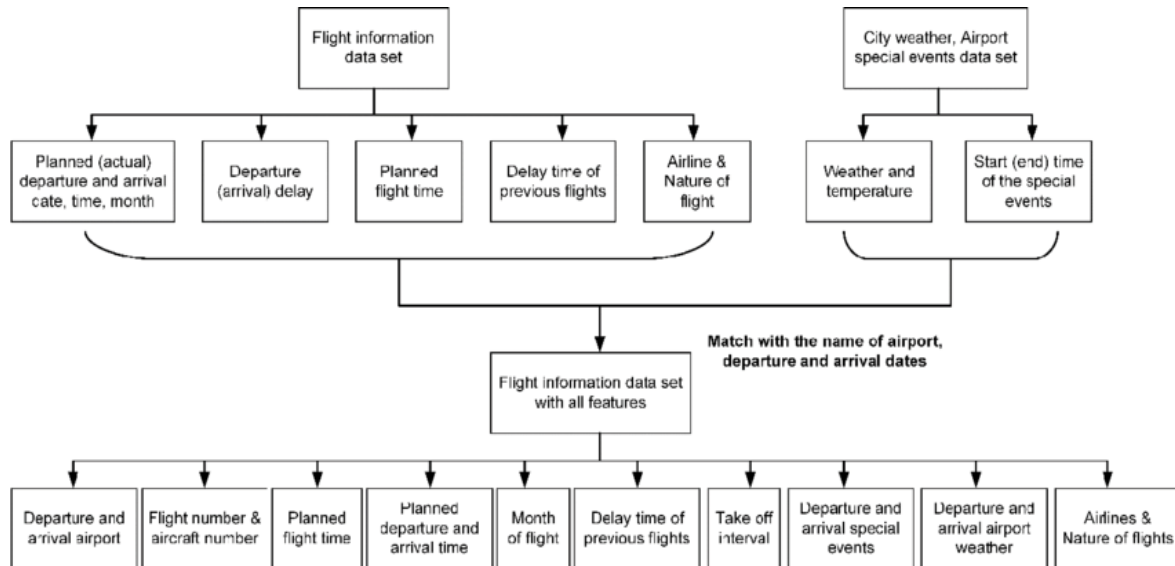 Flight information
data set
City weather, Airport
special events data set
Planned (actual)
departure and arrival
cate, time, month
Departure
(arrival) delay
Planned
flight time
Delay time of
previous flights
Airline &
Nature of
flight
Weather and
temperature
Start (end) time
of the special
events
Match with the name of airport,
departure and arrival dates
Flight information data set
with all features
Departure and
arrival airport
Flight number &
aircraft number
Planned
flight time
Planned
departure and
arrival time
Month
of flight
Delay time of
previous flights
Take off
interval
Departure and
arrival special
events
Departure and
arrival airport
weather
Airlines &
Nature of flights